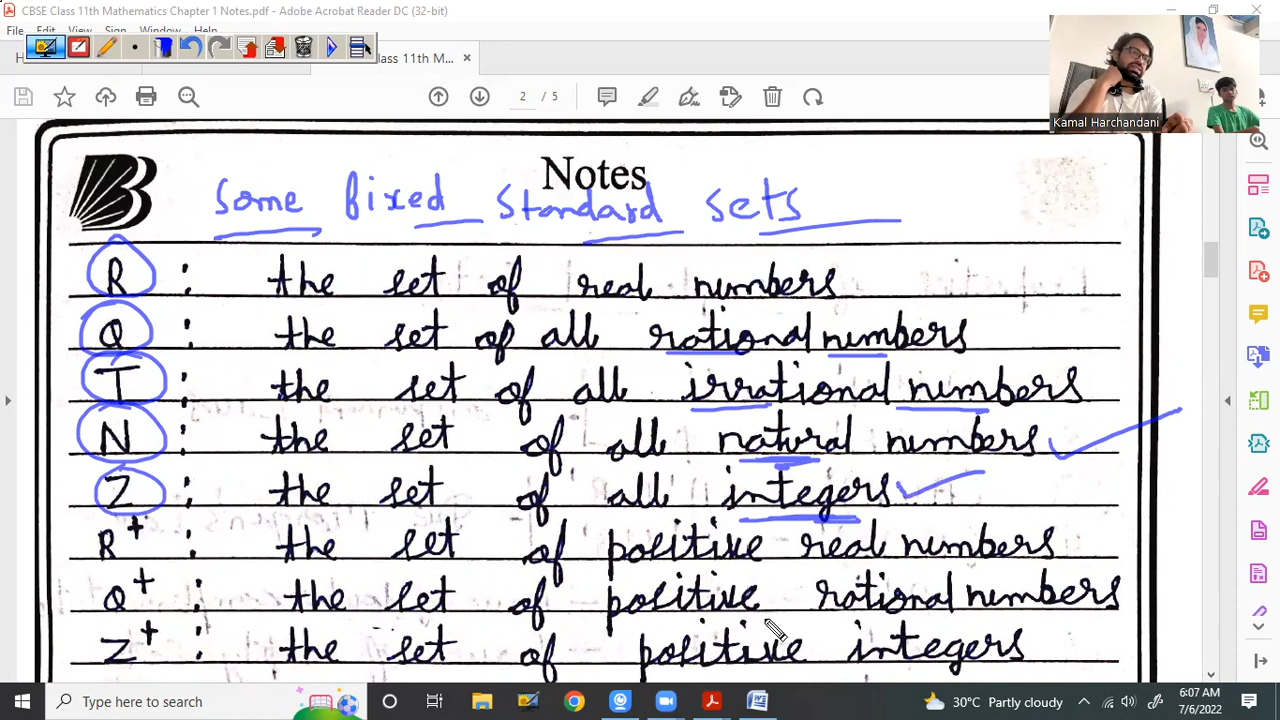 CBSE Class 11th Mathematics Chapter 1 Notes.pdf - Adobe Acrobat Reader DC (32-bit)
File Edit View Sign Window Help
H
lass 11th M... ×
2 / 5
Kamal Harchandani
Notes
Some fixed standard sets
R : the set of real numbers
Q : the set of all rational numbers
T : the set of all irrational numbers
N : the set of all natural numbers
Z : the set of all integers
R+ : the set of positive real numbers
Q+ : the set of positive rational numbers
Z+ : the set of positive integers
Type here to search
30°C Partly cloudy
6:07 AM
7/6/2022